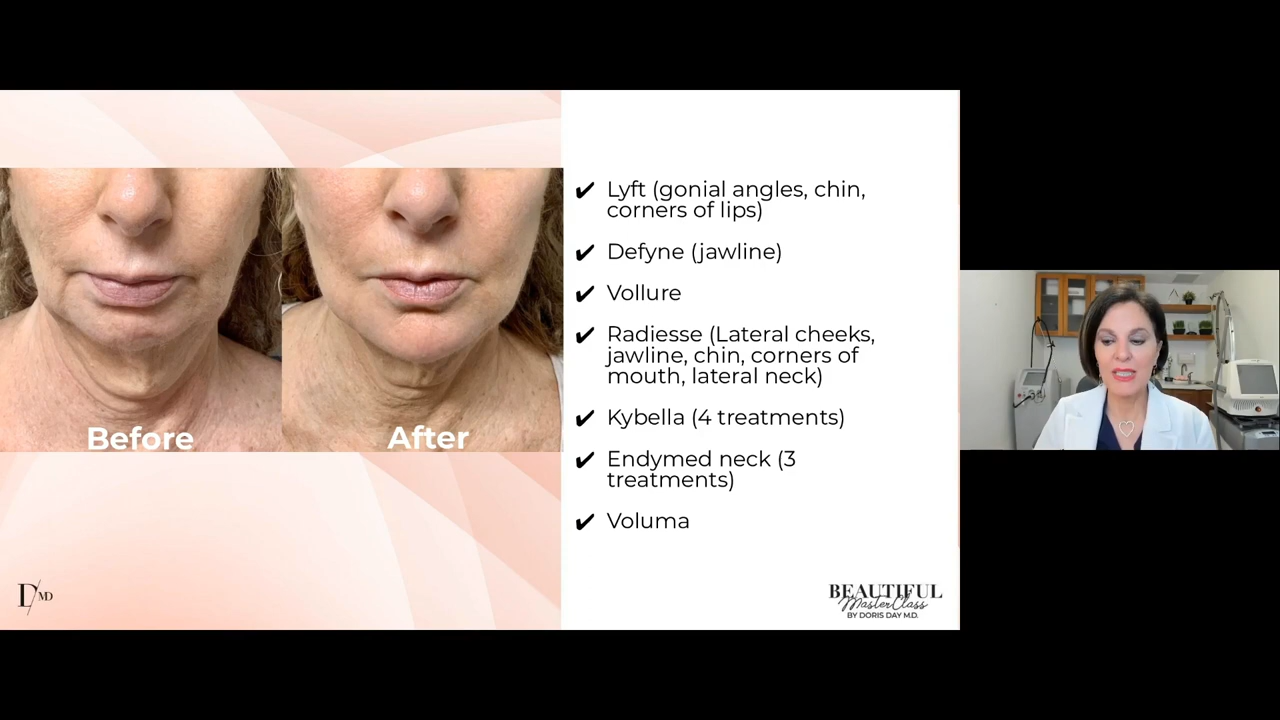 Before
After
✔ Lyft (gonial angles, chin,
corners of lips)
✔ Defyne (jawline)
✔ Vollure
✔ Radiesse (Lateral cheeks,
jawline, chin, corners of
mouth, lateral neck)
✔ Kybella (4 treatments)
✔ Endymed neck (3
treatments)
✔ Voluma
D/MD
BEAUTIFUL
MasterClass
BY DORIS DAY M.D.